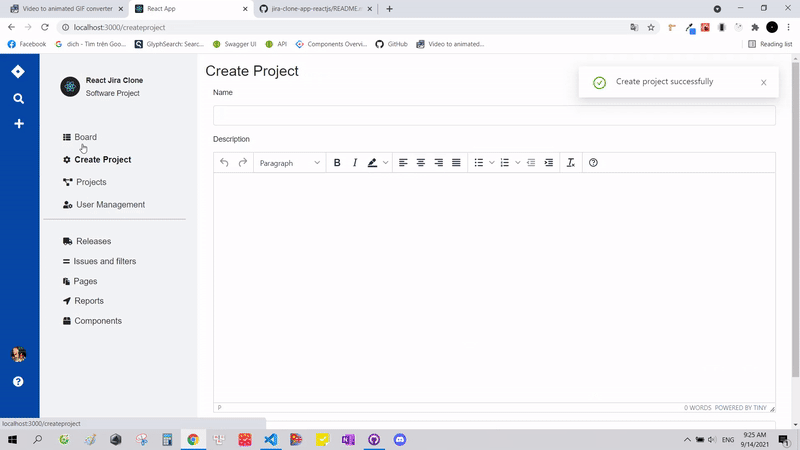 Video to animated GIF converter
React App
jira-clone-app-reactjs/README.m
localhost:3000/createproject
Facebook
dich - Tìm trên Goo...
GlyphSearch: Searc...
Swagger UI
API
Components Overvi...
GitHub
Video to animated...
Reading list
React Jira Clone
Software Project
Board
Create Project
Projects
User Management
Releases
Issues and filters
Pages
Reports
Components
Create Project
Name
Description
Paragraph
B
I
P
0 WORDS POWERED BY TINY
Create project successfully
localhost:3000/createproject
ENG
9:25 AM
9/14/2021